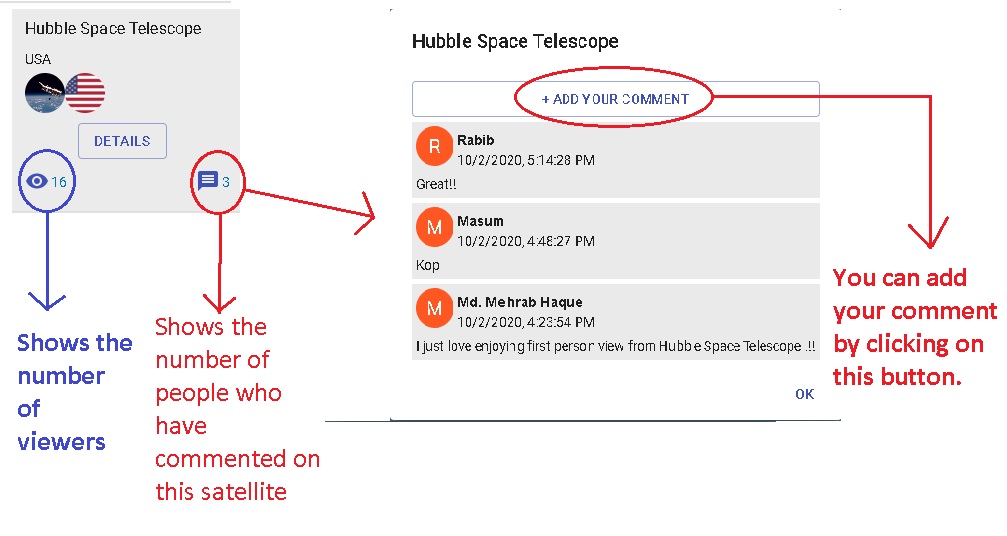 Hubble Space Telescope
USA
DETAILS
16
3
Shows the
number
of
viewers
Shows the
number of
people who
have
commented on
this satellite
Hubble Space Telescope
+ ADD YOUR COMMENT
R
Rabib
10/2/2020, 5:14:28 PM
Great!!
M
Masum
10/2/2020, 4:48:27 PM
Kop
M
Md. Mehrab Haque
10/2/2020, 4:23:54 PM
I just love enjoying first person view from Hubble Space Telescope .!!
OK
You can add
your comment
by clicking on
this button.